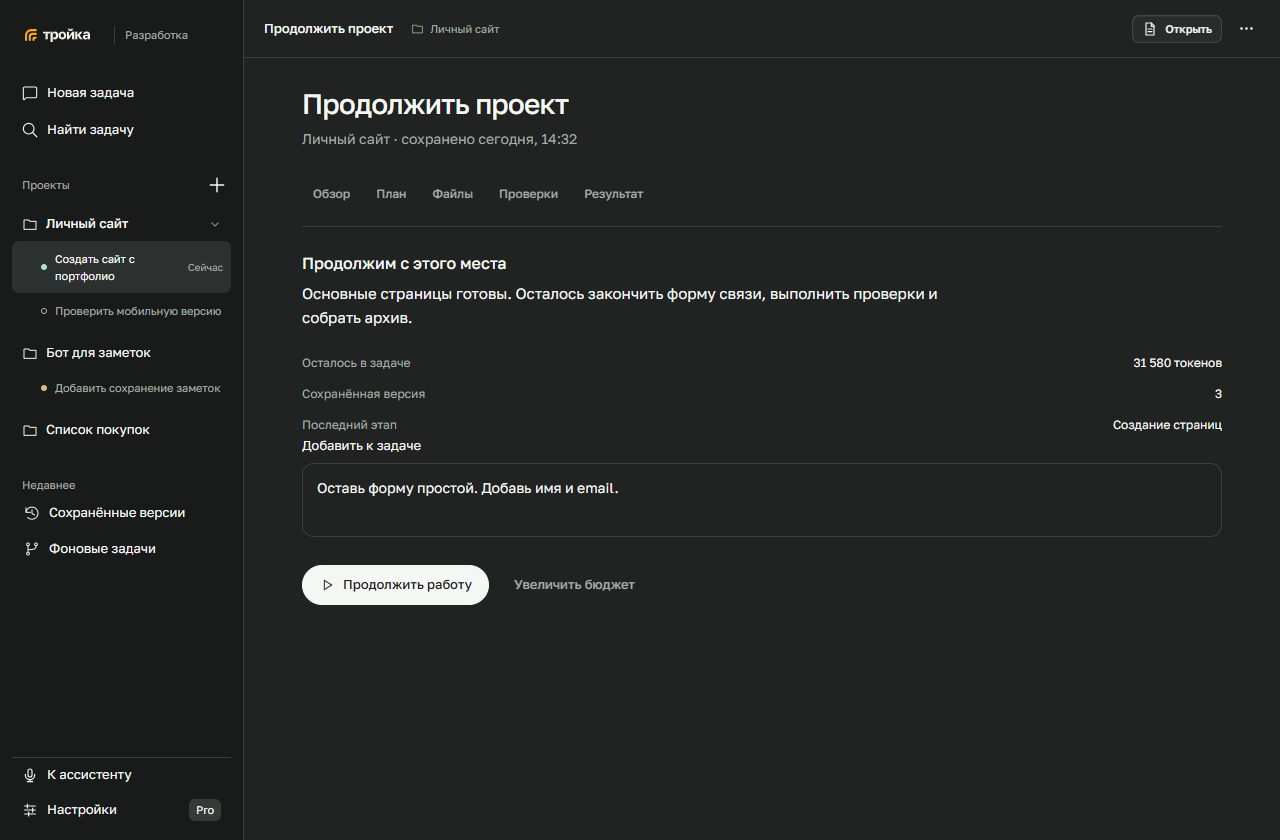 тройка
Разработка
Новая задача
Найти задачу
Проекты
Личный сайт
Создать сайт с
портфолио
Сейчас
Проверить мобильную версию
Бот для заметок
Добавить сохранение заметок
Список покупок
Недавнее
Сохранённые версии
Фоновые задачи
К ассистенту
Настройки
Pro
Продолжить проект
Личный сайт
Открыть
Продолжить проект
Личный сайт · сохранено сегодня, 14:32
Обзор
План
Файлы
Проверки
Результат
Продолжим с этого места
Основные страницы готовы. Осталось закончить форму связи, выполнить проверки и
собрать архив.
Осталось в задаче
31 580 токенов
Сохранённая версия
3
Последний этап
Создание страниц
Добавить к задаче
Оставь форму простой. Добавь имя и email.
Продолжить работу
Увеличить бюджет